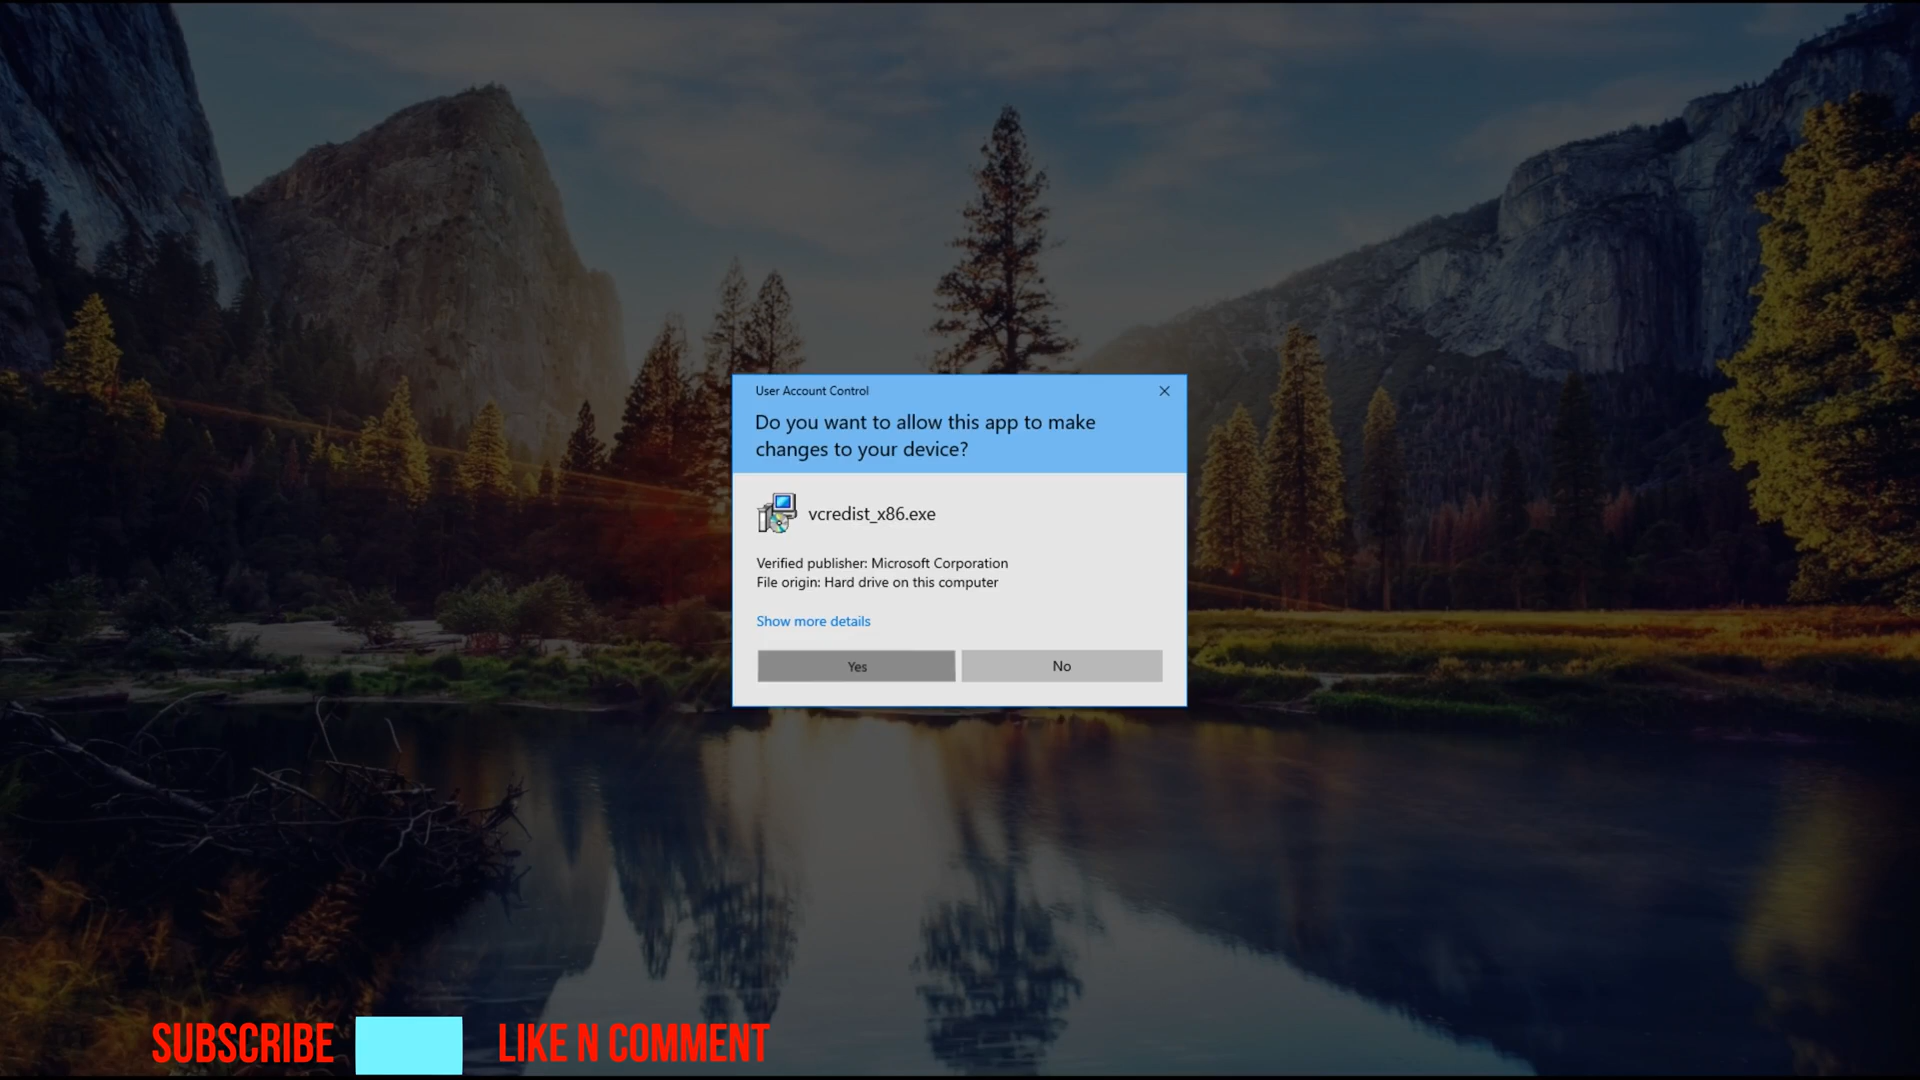 User Account Control
Do you want to allow this app to make
changes to your device?
vcredist_x86.exe
Verified publisher: Microsoft Corporation
File origin: Hard drive on this computer
Show more details
Yes
No
SUBSCRIBE
LIKE N COMMENT